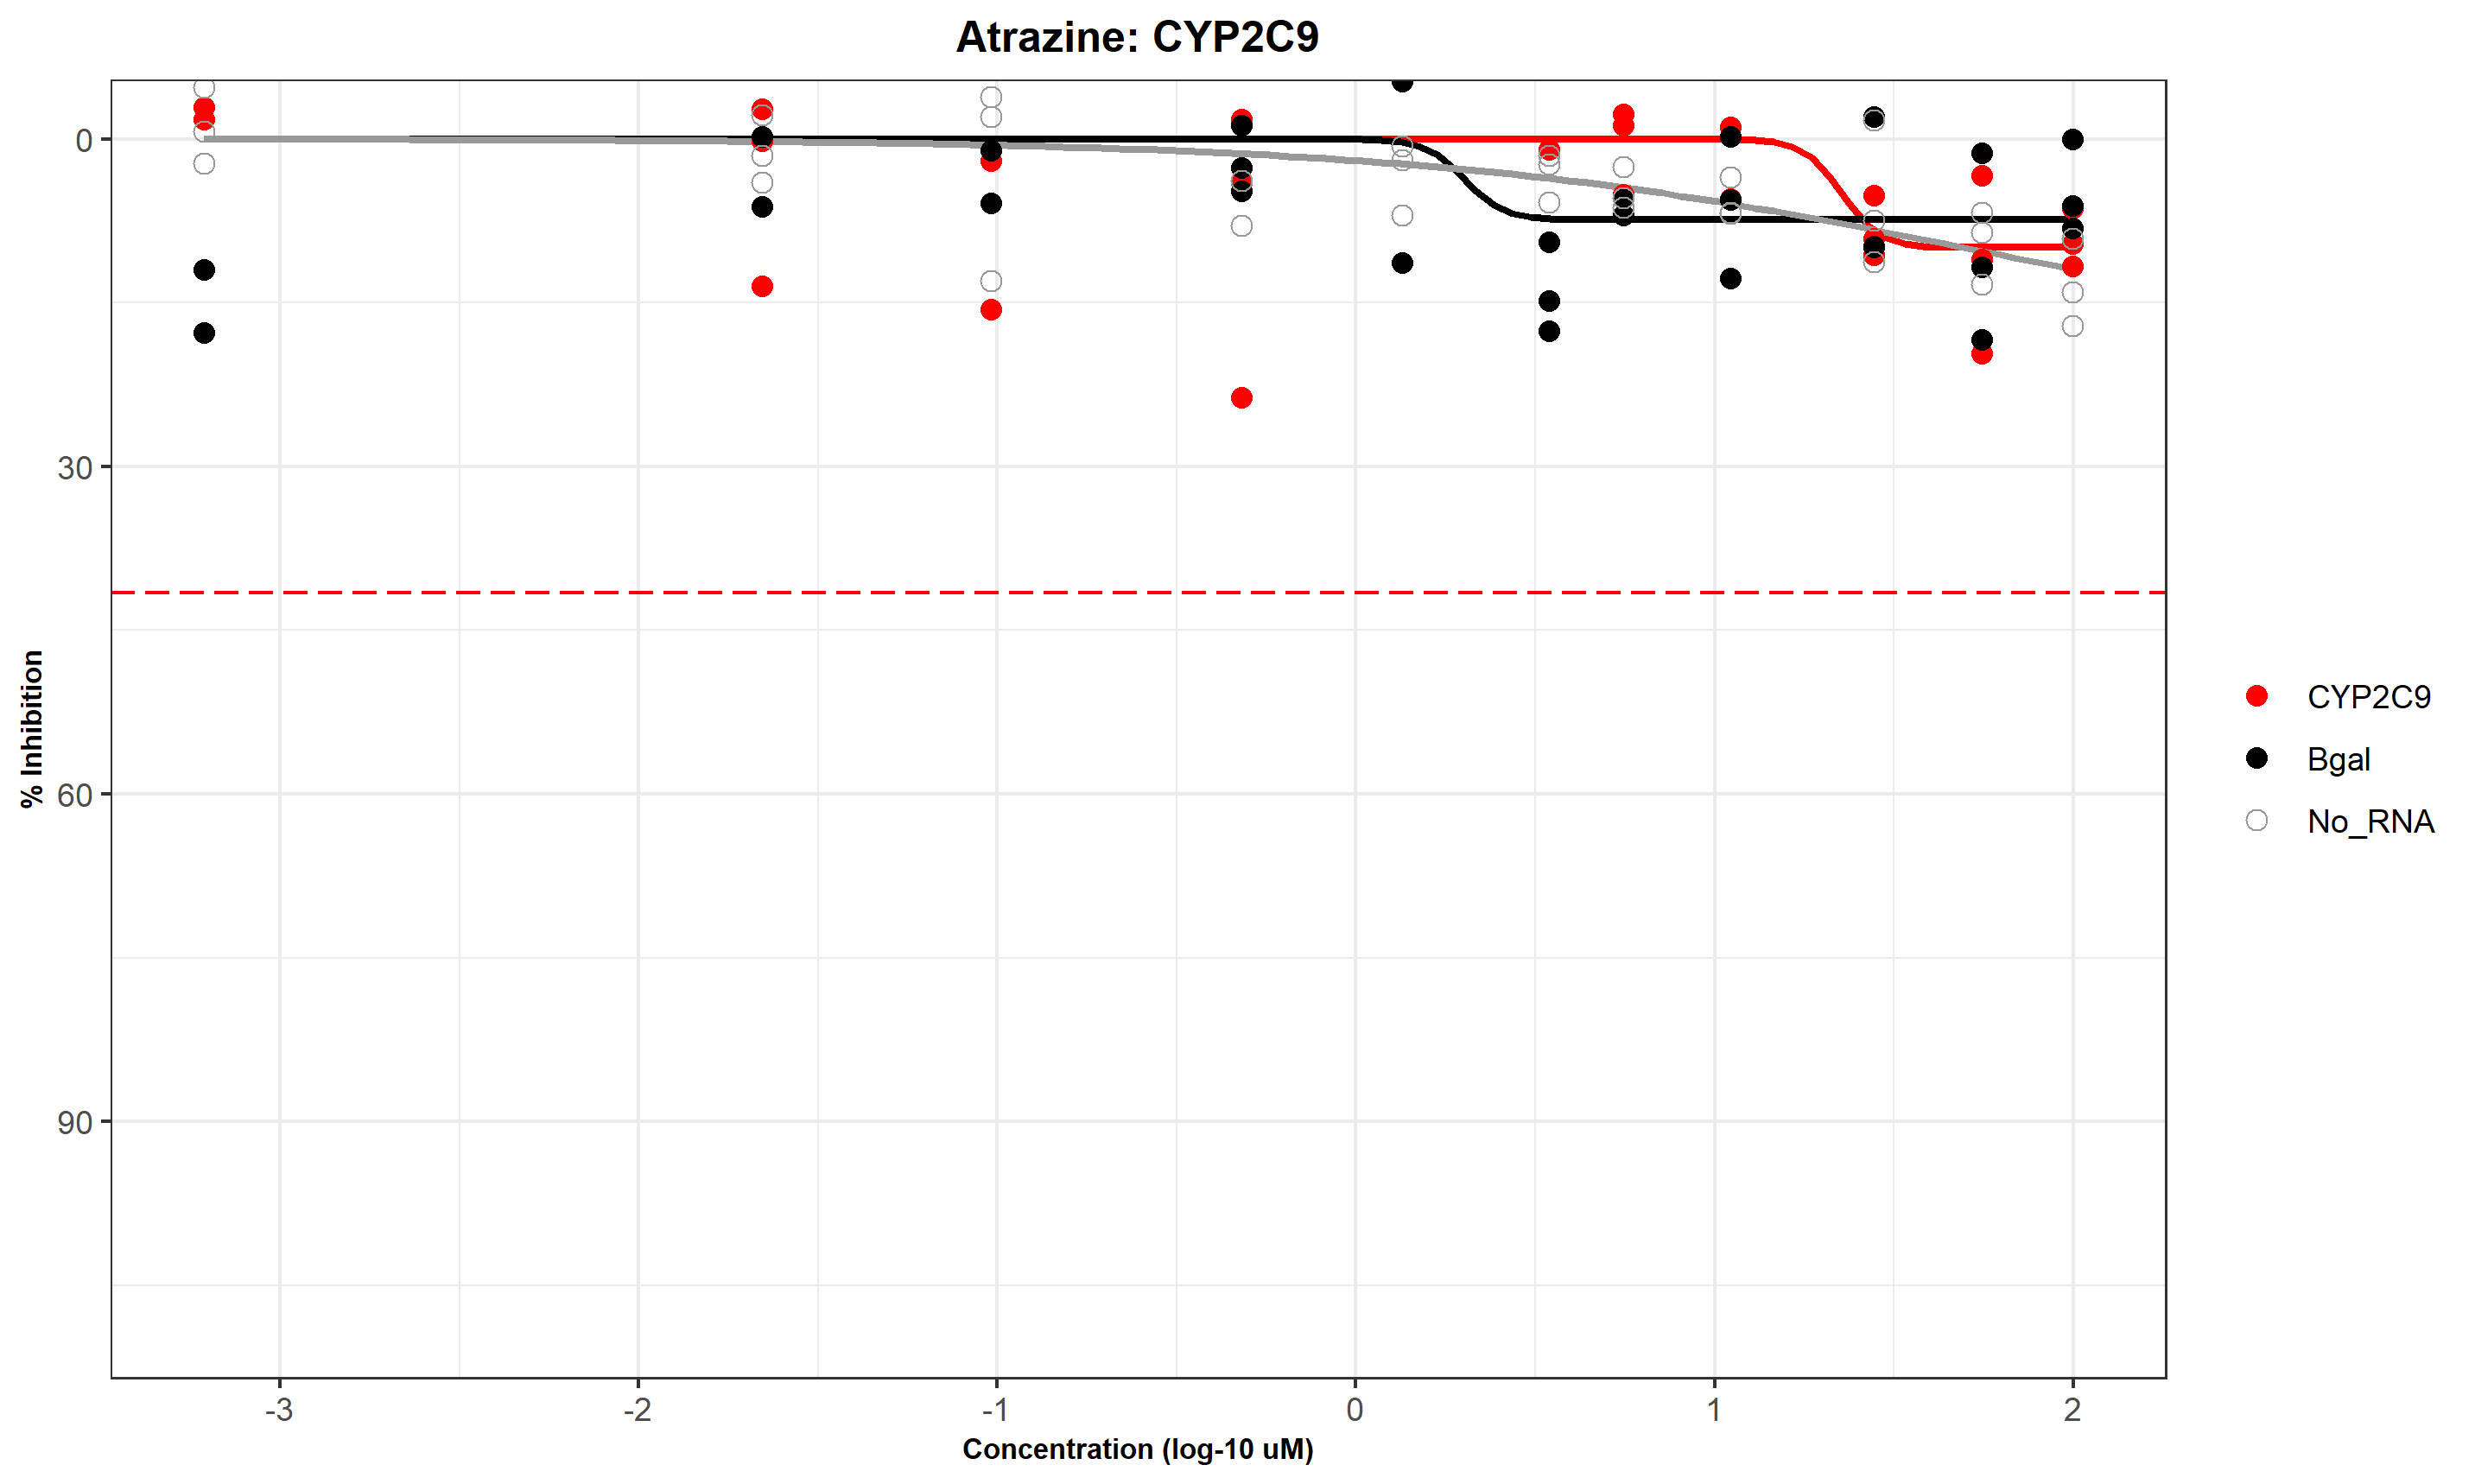 Atrazine: CYP2C9
% Inhibition
0
30
60
90
-3
-2
-1
0
1
2
Concentration (log-10 uM)
CYP2C9
Bgal
No_RNA